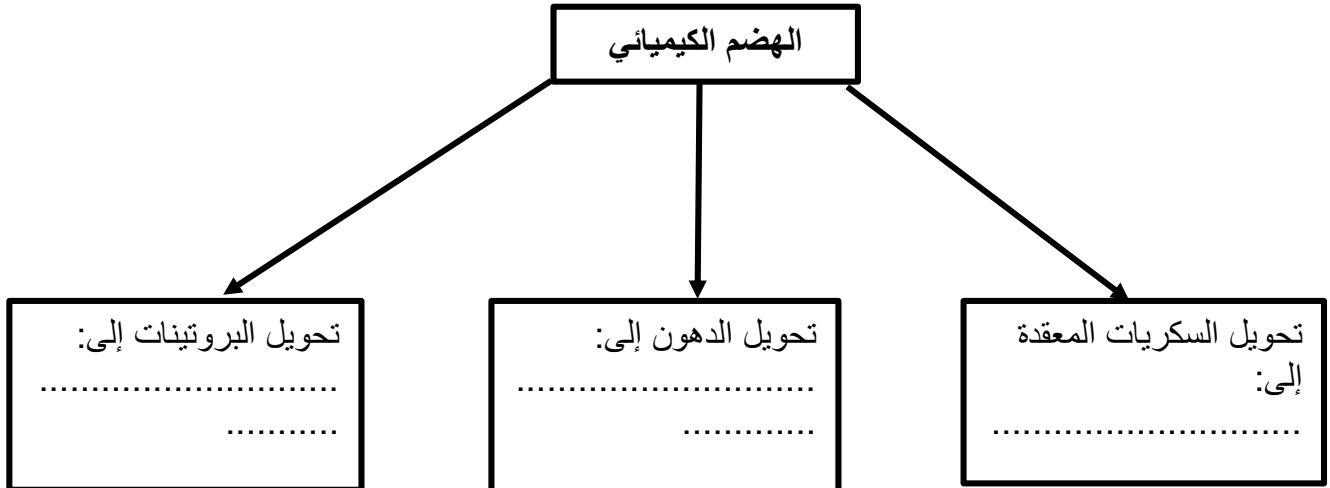 الهضم الكيميائي
تحويل السكريات المعقدة
إلى:
..............................
تحويل الدهون إلى:
.............................
.............
تحويل البروتينات إلى:
.............................
...........